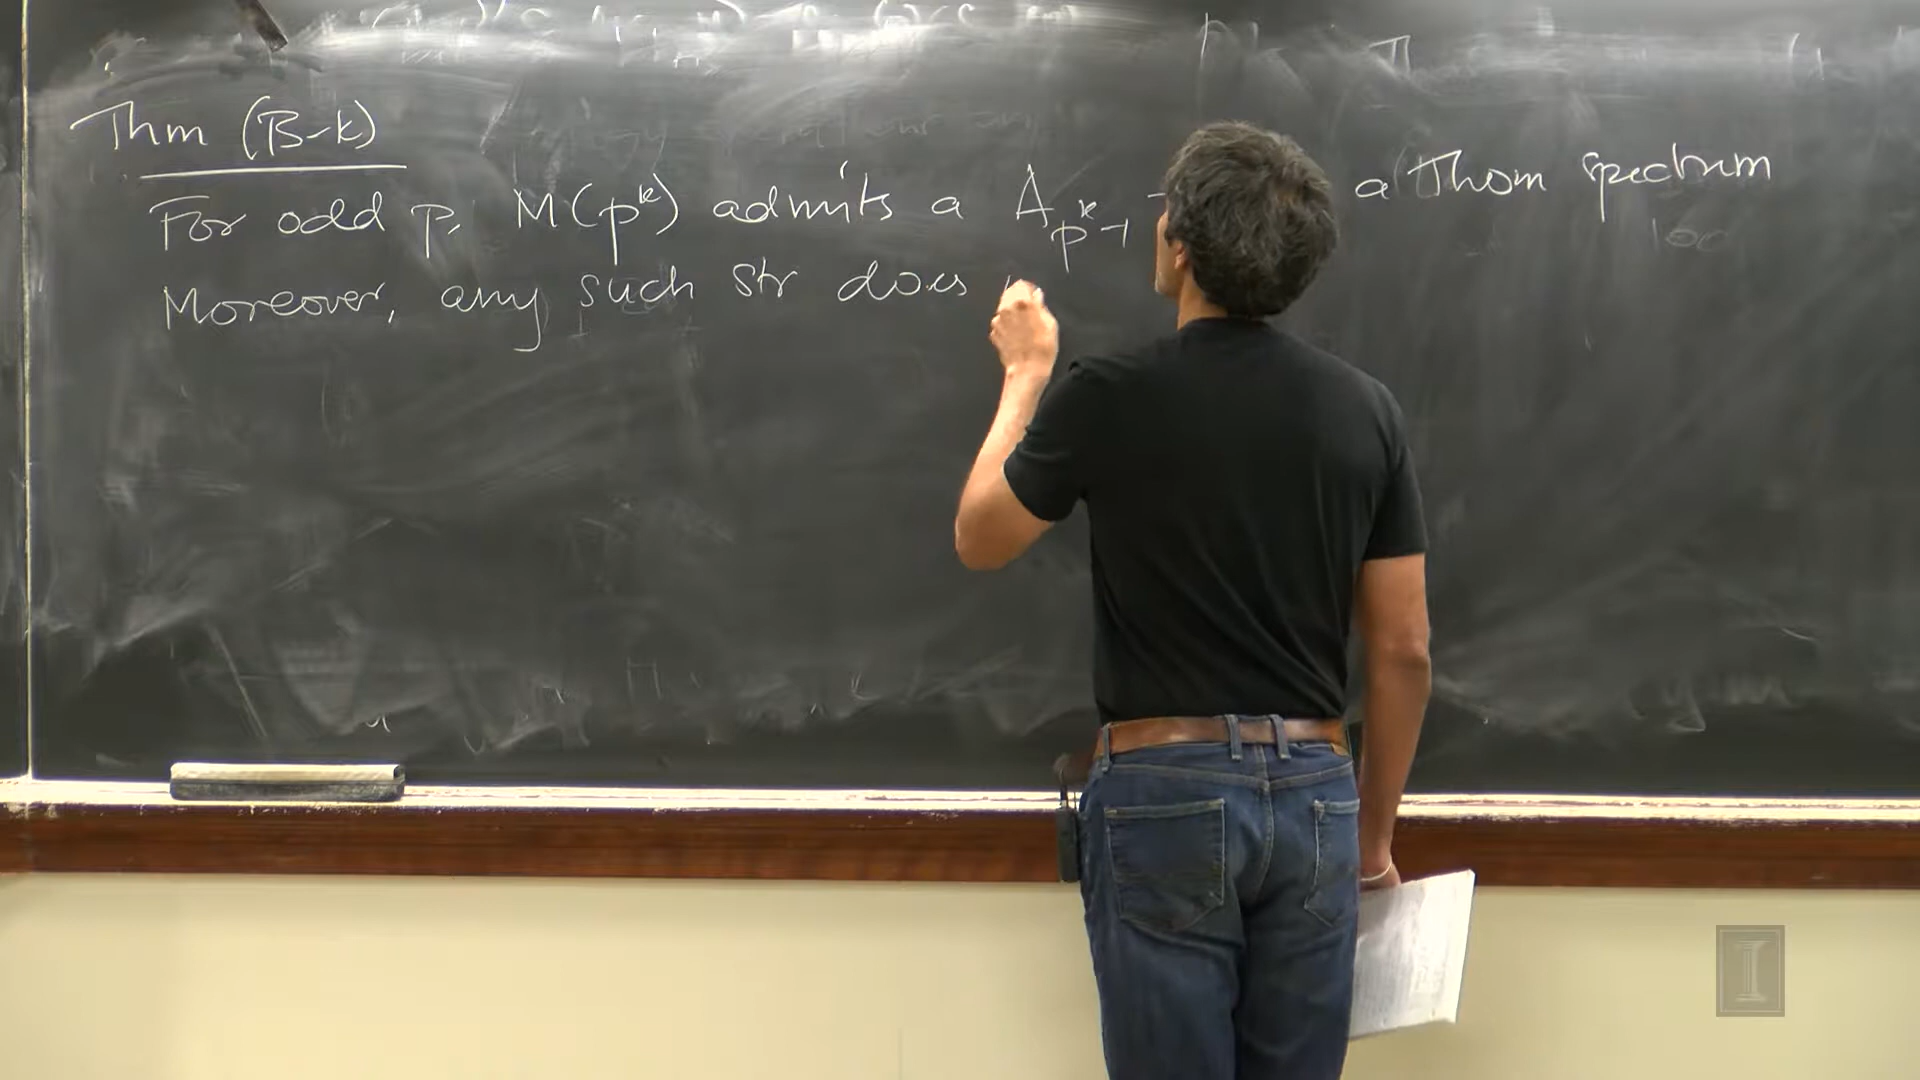 Thm (B-k)
For odd p, M(p^k) admits a A_{p^k-1} a Thom spectrum
Moreover, any such str does